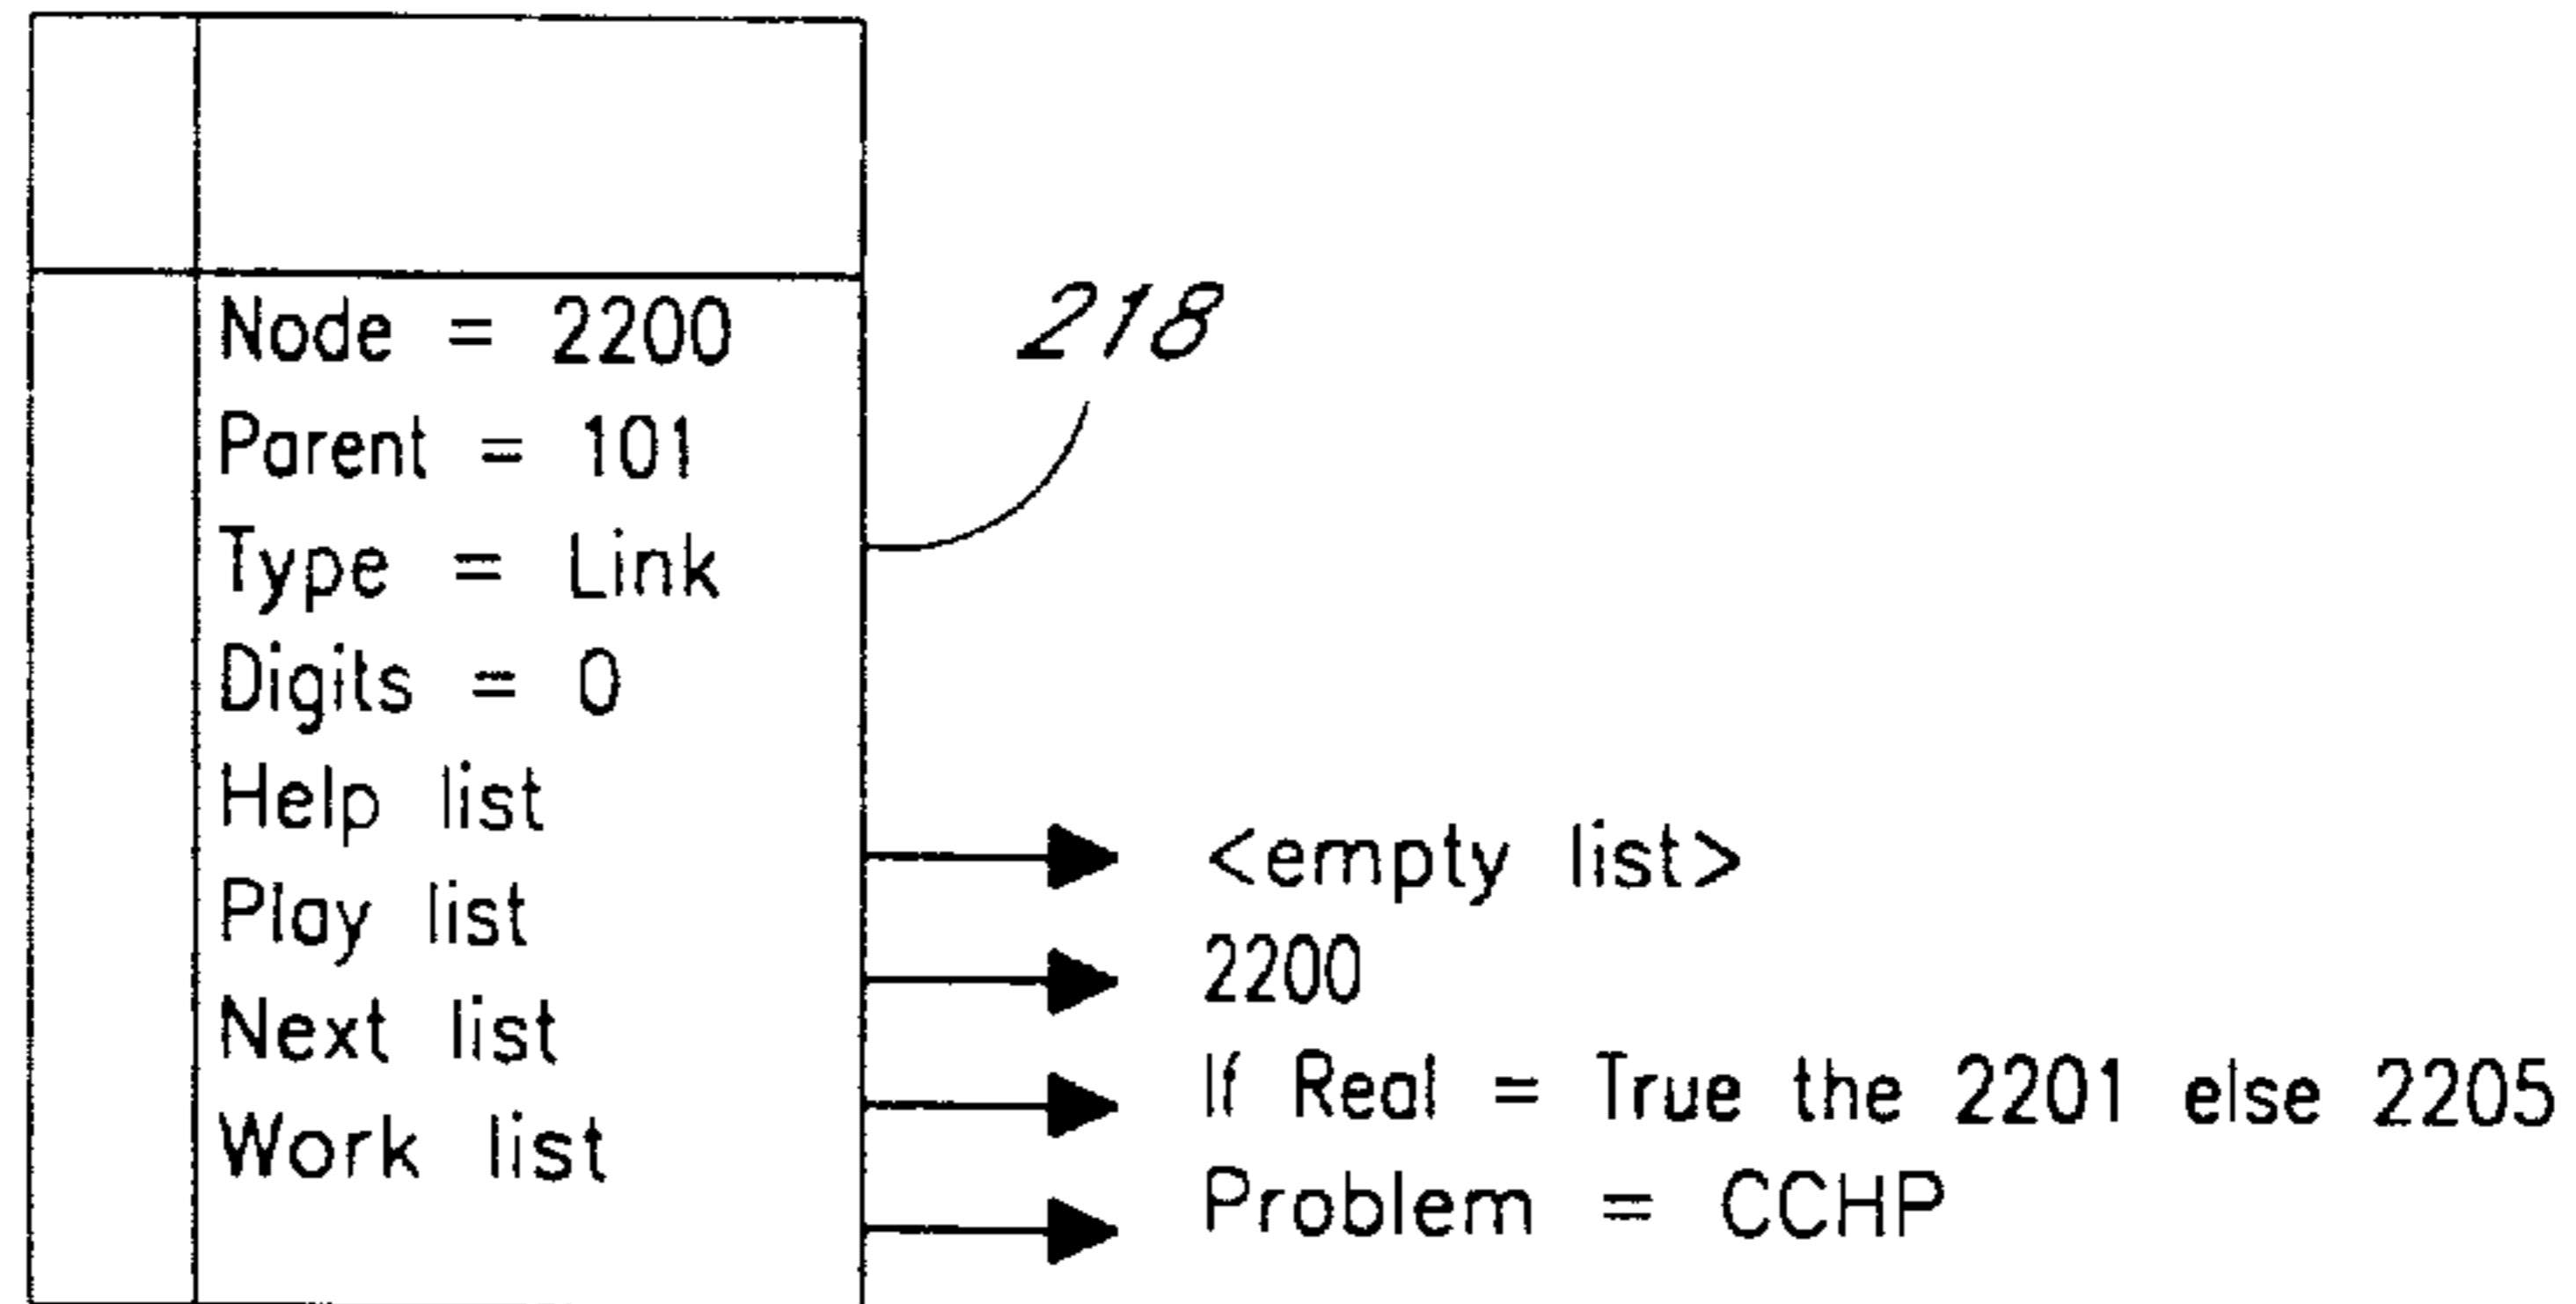 Node = 2200
218
Parent = 101
Type = Link
Digits = 0
Help list
<empty list>
Play list
2200
Next list
If Real = True the 2201 else 2205
Work list
Problem = CCHP